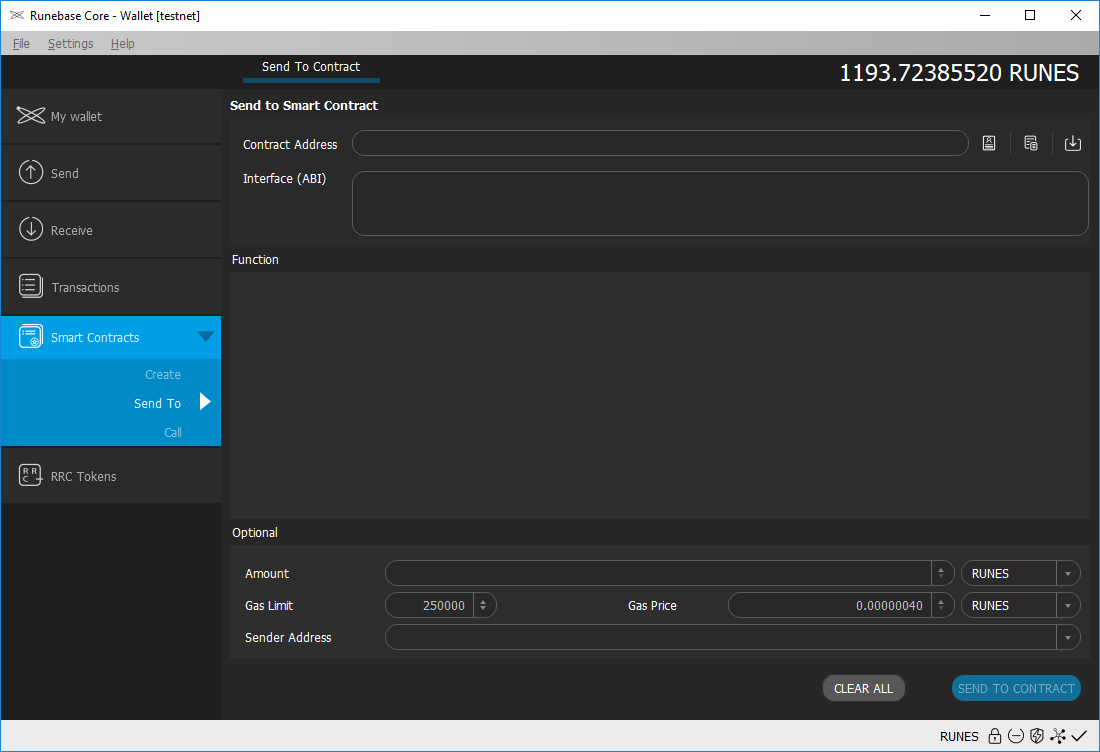 Runebase Core - Wallet [testnet]
File Settings Help
Send To Contract
1193.72385520 RUNES
My wallet
Send
Receive
Transactions
Smart Contracts
Create
Send To
Call
R R
C
RRC Tokens
Send to Smart Contract
Contract Address
Interface (ABI)
Function
Optional
Amount
RUNES
Gas Limit 250000 Gas Price 0.00000040 RUNES
Sender Address
CLEAR ALL SEND TO CONTRACT
RUNES